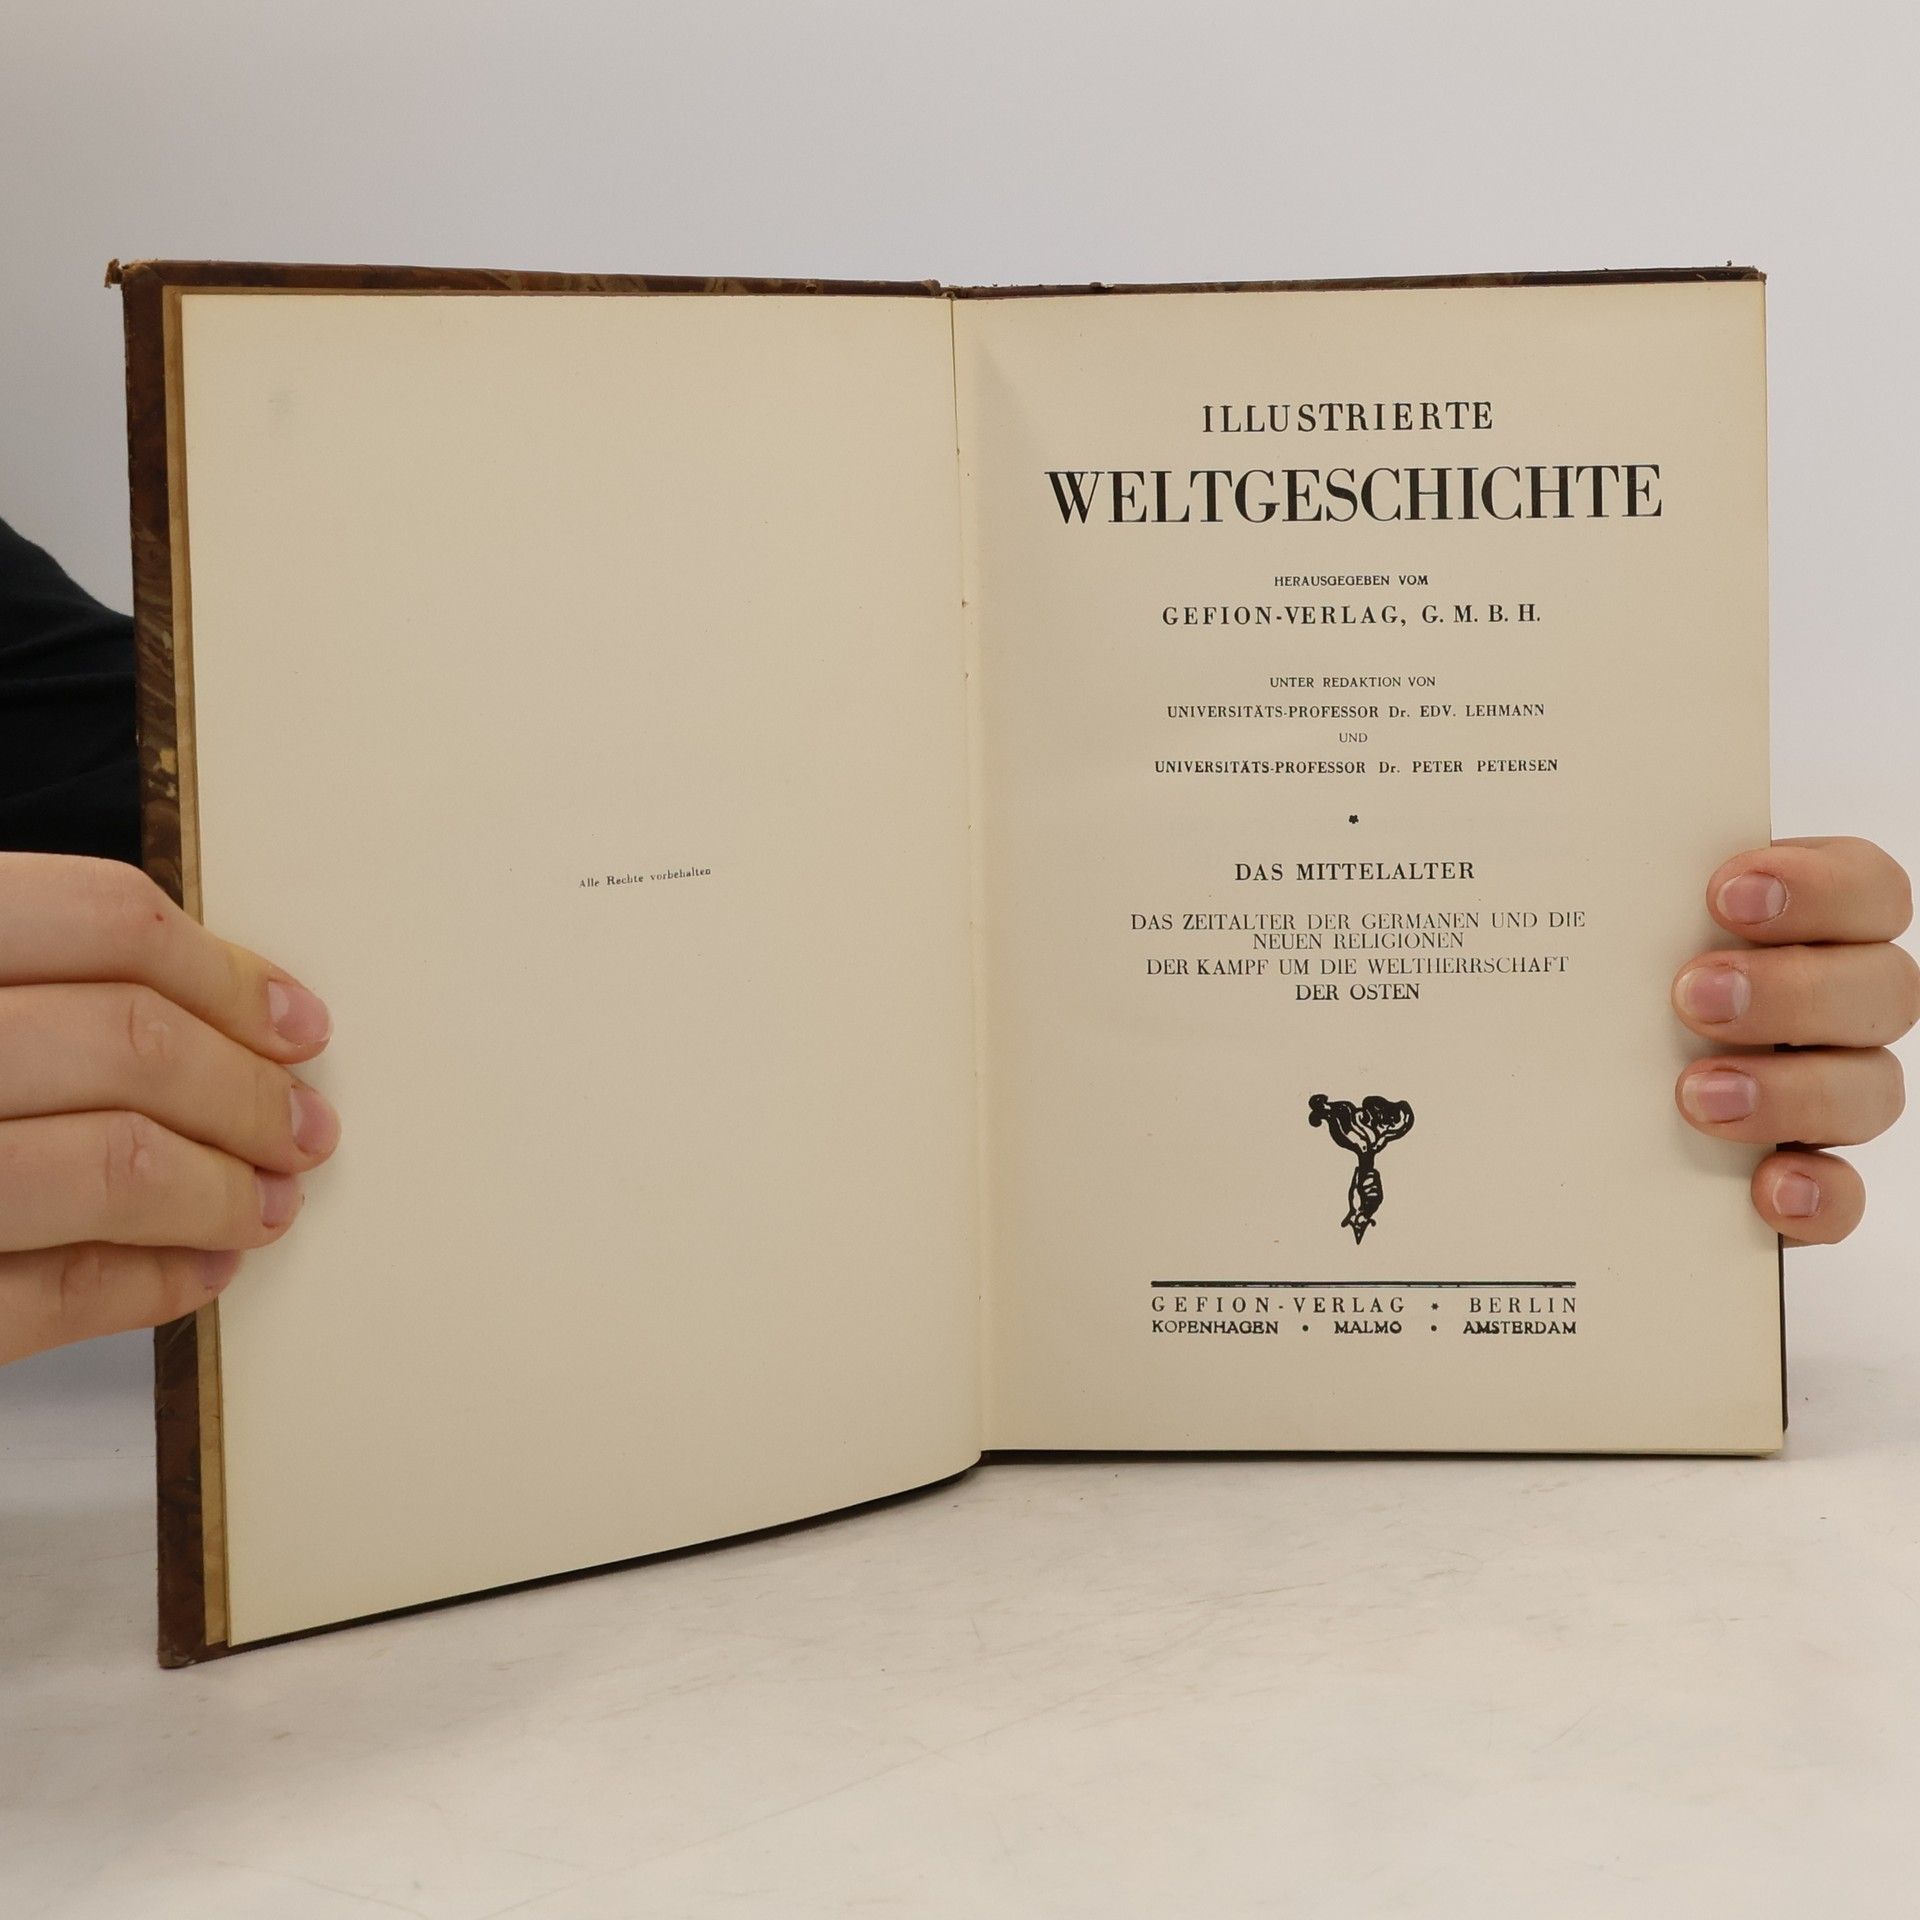 Alle Rechte vorbehalten
ILLUSTRIERTE
WELTGESCHICHTE
HERAUSGEGEBEN VOM
GEFION-VERLAG, G. M. B. H.
UNTER REDAKTION VON
UNIVERSITÄTS-PROFESSOR Dr. EDV. LEHMANN
UND
UNIVERSITÄTS-PROFESSOR Dr. PETER PETERSEN
*
DAS MITTELALTER
DAS ZEITALTER DER GERMANEN UND DIE
NEUEN RELIGIONEN
DER KAMPF UM DIE WELTHERRSCHAFT
DER OSTEN
GEFION-VERLAG * BERLIN
KOPENHAGEN • MALMO • AMSTERDAM